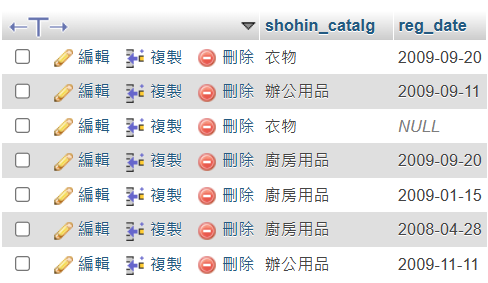 shohin_catalg reg_date
編輯 複製 刪除 衣物 2009-09-20
編輯 複製 刪除 辦公用品 2009-09-11
編輯 複製 刪除 衣物 NULL
編輯 複製 刪除 廚房用品 2009-09-20
編輯 複製 刪除 廚房用品 2009-01-15
編輯 複製 刪除 廚房用品 2008-04-28
編輯 複製 刪除 辦公用品 2009-11-11